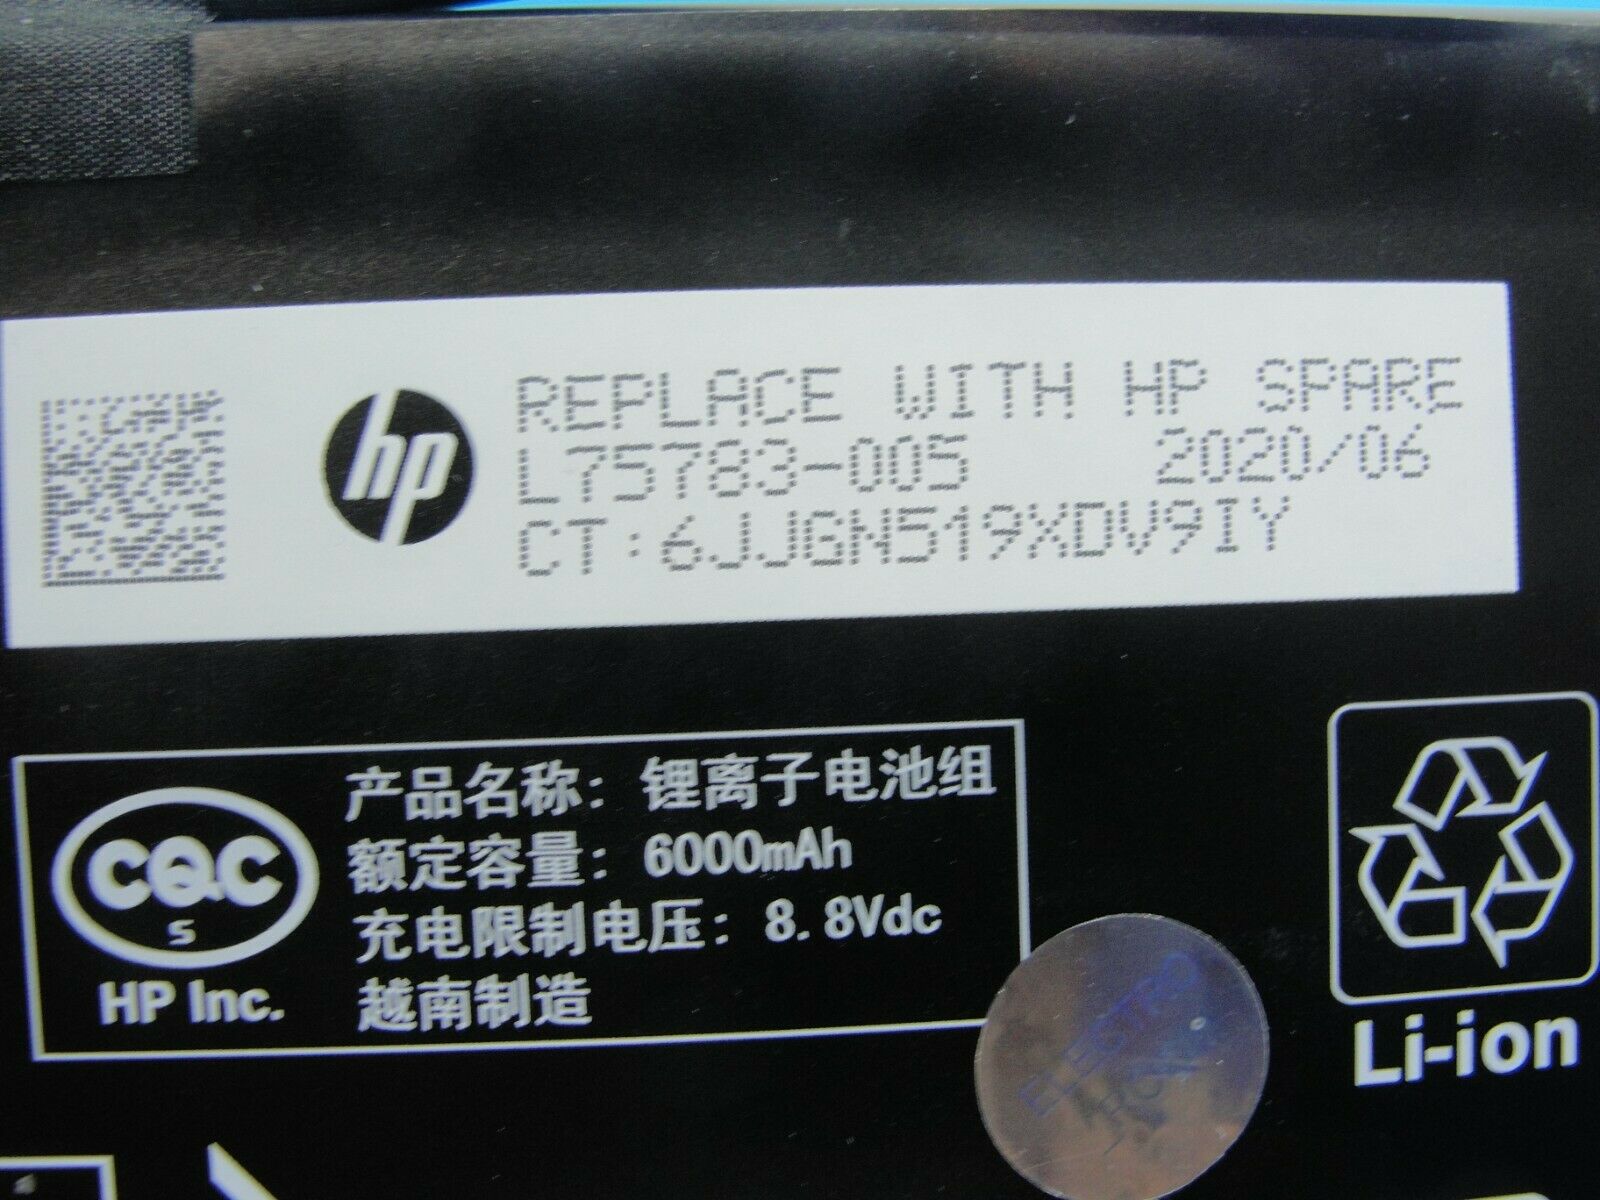 hp
REPLACE WITH HP SPARE
L75783-005 2020/06
CT:6JJGN519XDV9IY
CQC
S
HP Inc.
产品名称: 锂离子电池组
额定容量: 6000mAh
充电限制电压: 8.8Vdc
越南制造
ELECTRO
Li-ion